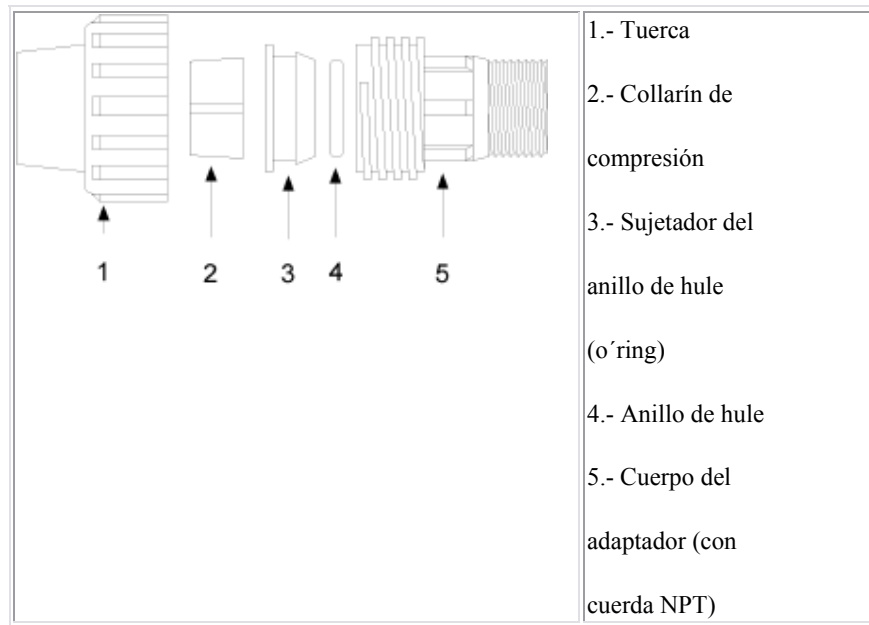 1 2 3 4 5
1.- Tuerca
2.- Collarín de
compresión
3.- Sujetador del
anillo de hule
(o´ring)
4.- Anillo de hule
5.- Cuerpo del
adaptador (con
cuerda NPT)